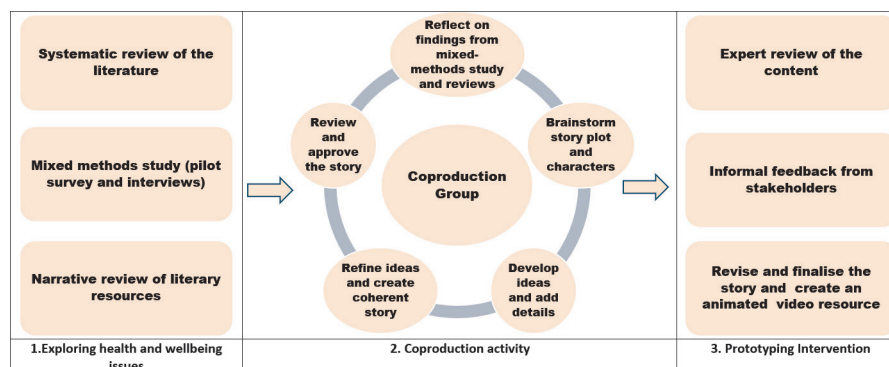 Systematic review of the
literature
Mixed methods study (pilot
survey and interviews)
Narrative review of literary
resources
1.Exploring health and wellbeing
issues
Reflect on
findings from
mixed-
methods study
and reviews
Brainstorm
story plot
and
characters
Develop
ideas and add
details
Refine ideas
and create
coherent
story
Review
and
approve
the story
Coproduction
Group
2. Coproduction activity
Expert review of the
content
Informal feedback from
stakeholders
Revise and finalise the
story and create an
animated video resource
3. Prototyping Intervention